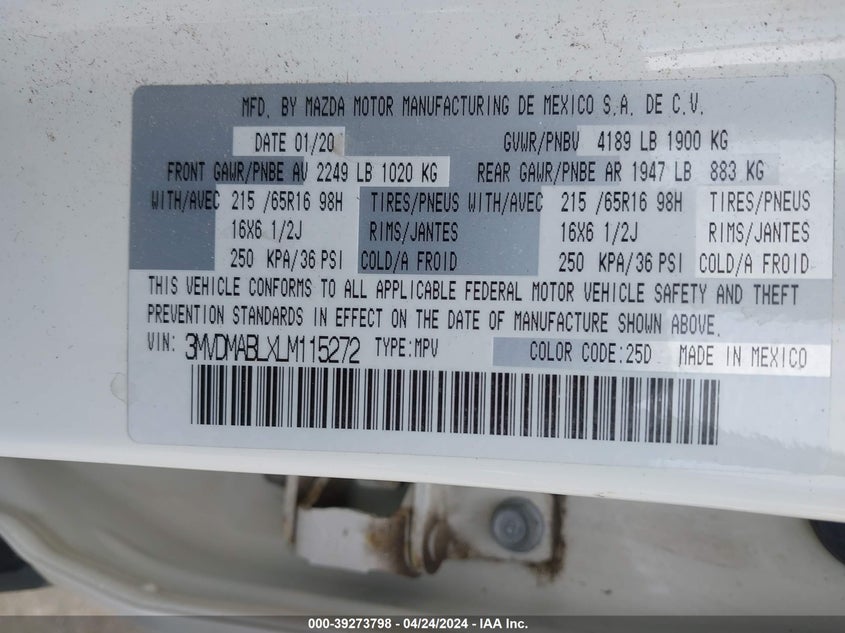 MFD. BY MAZDA MOTOR MANUFACTURING DE MEXICO S.A. DE C.V.
DATE 01/20 GVWR/PNBV 4189 LB 1900 KG
FRONT GAWR/PNBE AV 2249 LB 1020 KG REAR GAWR/PNBE AR 1947 LB 883 KG
WITH/AVEC 215 /65R16 98H TIRES/PNEUS WITH/AVEC 215 /65R16 98H TIRES/PNEUS
16X6 1/2J RIMS/JANTES 16X6 1/2J RIMS/JANTES
250 KPA/36 PSI COLD/A FROID 250 KPA/36 PSI COLD/A FROID
THIS VEHICLE CONFORMS TO ALL APPLICABLE FEDERAL MOTOR VEHICLE SAFETY AND THEFT
PREVENTION STANDARDS IN EFFECT ON THE DATE OF MANUFACTURE SHOWN ABOVE.
VIN: 3MVDMABLXLM115272 TYPE:MPV COLOR CODE:25D MADE IN MEXICO
000-39273798 - 04/24/2024 - IAA Inc.